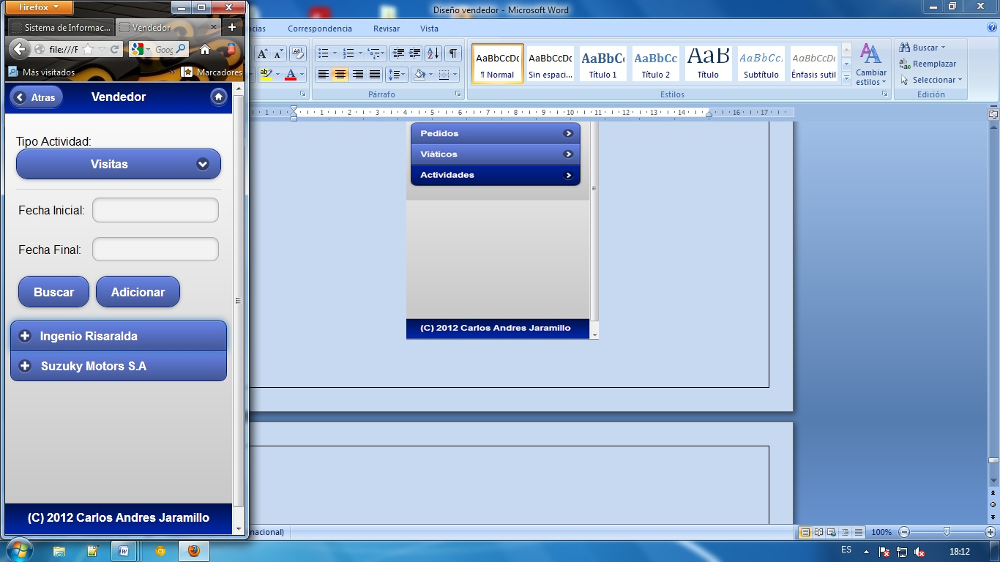 Firefox
Sistema de Informac...
Vendedor
file:///F
Goog
Más visitados
»
Marcadores
Atras
Vendedor
Tipo Actividad:
Visitas
Fecha Inicial:
Fecha Final:
Buscar
Adicionar
Ingenio Risaralda
Suzuky Motors S.A
(C) 2012 Carlos Andres Jaramillo
Diseño vendedor - Microsoft Word
Correspondencia
Revisar
Vista
AaBbCcDc
AaBbCcDc
AaBbCc
AaBbCc
AaB
AaBbCc.
AaBbCcDc
¶ Normal
Sin espaci...
Título 1
Título 2
Título
Subtítulo
Énfasis sutil
Cambiar
estilos
Buscar
Reemplazar
Seleccionar
Párrafo
Estilos
Edición
1 1 2 3 4 5 6 7 8 9 10 11 12 13 14 16 17
Pedidos
Viáticos
Actividades
(C) 2012 Carlos Andres Jaramillo
100%
ES
18:12